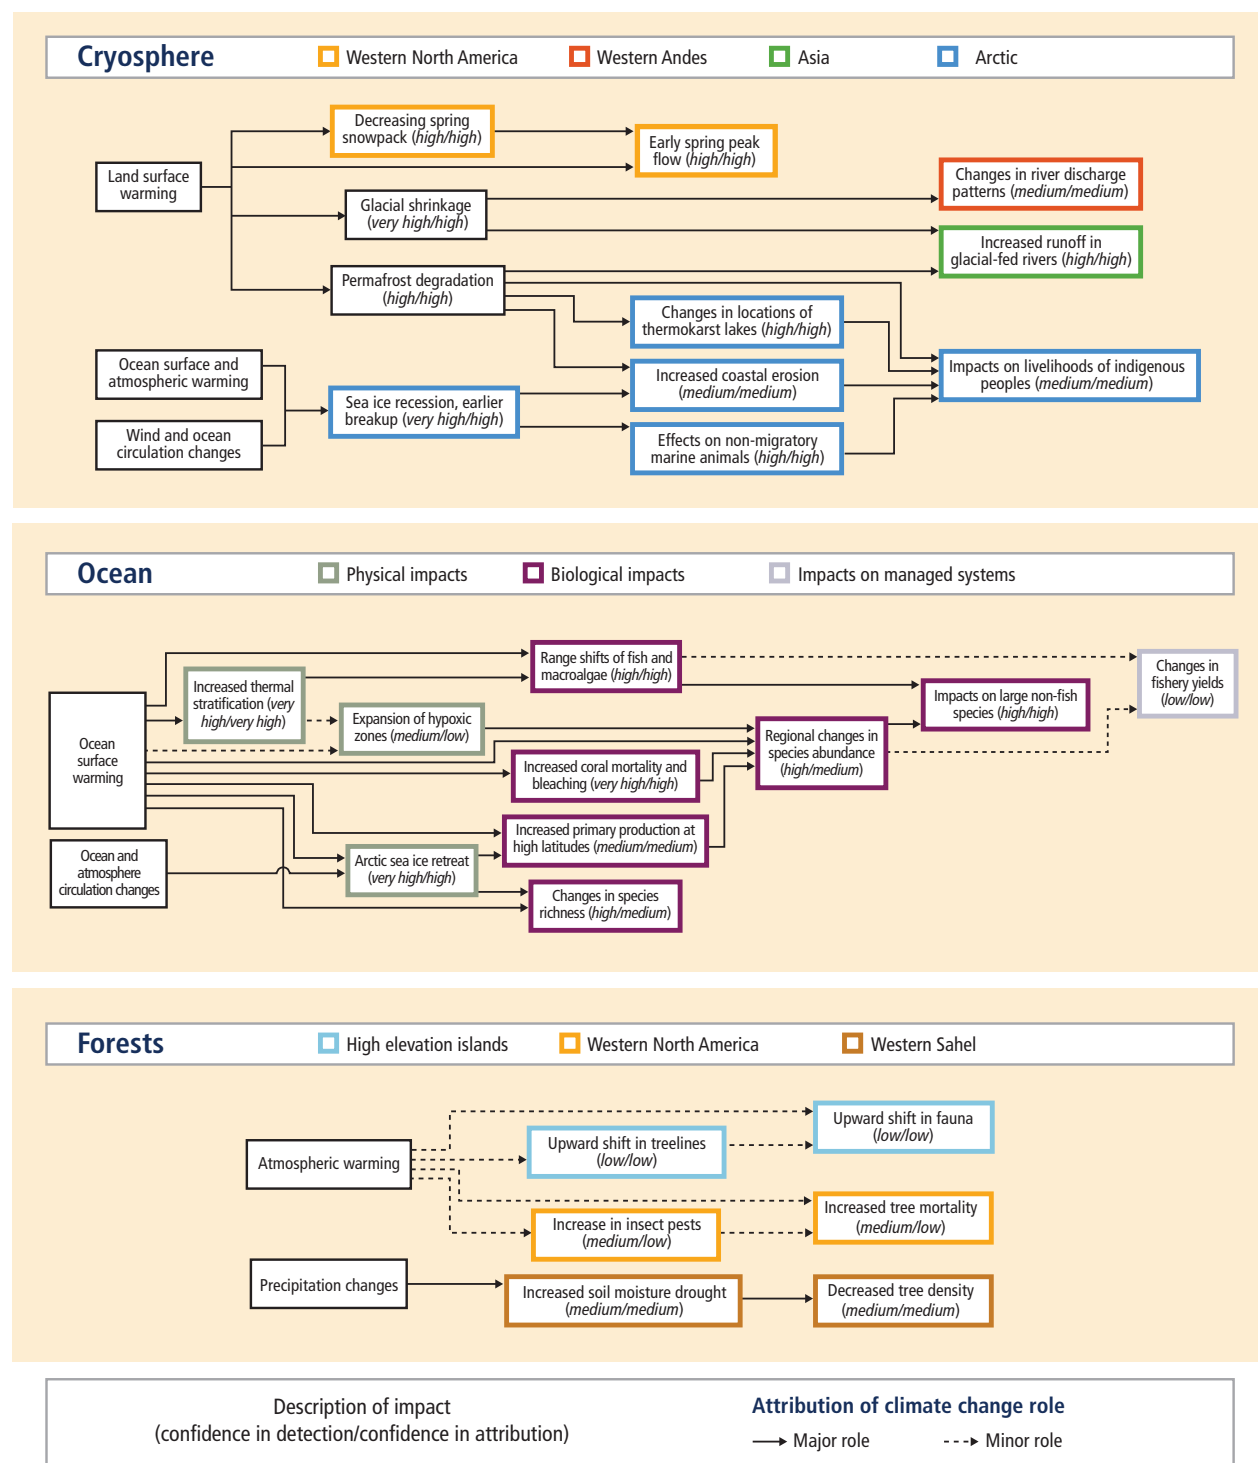 Cryosphere
Western North America
Western Andes
Asia
Arctic
Decreasing spring
snowpack (high/high)
Early spring peak
flow (high/high)
Land surface
warming
Changes in river discharge
patterns (medium/medium)
Glacial shrinkage
(very high/high)
Increased runoff in
glacial-fed rivers (high/high)
Permafrost degradation
(high/high)
Changes in locations of
thermokarst lakes (high/high)
Ocean surface and
atmospheric warming
Increased coastal erosion
(medium/medium)
Impacts on livelihoods of indigenous
peoples (medium/medium)
Sea ice recession, earlier
breakup (very high/high)
Wind and ocean
circulation changes
Effects on non-migratory
marine animals (high/high)
Ocean
Physical impacts
Biological impacts
Impacts on managed systems
Range shifts of fish and
macroalgae (high/high)
Changes in
fishery yields
(low/low)
Increased thermal
stratification (very
high/very high)
Impacts on large non-fish
species (high/high)
Expansion of hypoxic
zones (medium/low)
Regional changes in
species abundance
(high/medium)
Ocean
surface
warming
Increased coral mortality and
bleaching (very high/high)
Increased primary production at
high latitudes (medium/medium)
Ocean and
atmosphere
circulation changes
Arctic sea ice retreat
(very high/high)
Changes in species
richness (high/medium)
Forests
High elevation islands
Western North America
Western Sahel
Upward shift in fauna
(low/low)
Atmospheric warming
Upward shift in treelines
(low/low)
Increased tree mortality
(medium/low)
Increase in insect pests
(medium/low)
Precipitation changes
Increased soil moisture drought
(medium/medium)
Decreased tree density
(medium/medium)
Description of impact
(confidence in detection/confidence in attribution)
Attribution of climate change role
Major role
Minor role